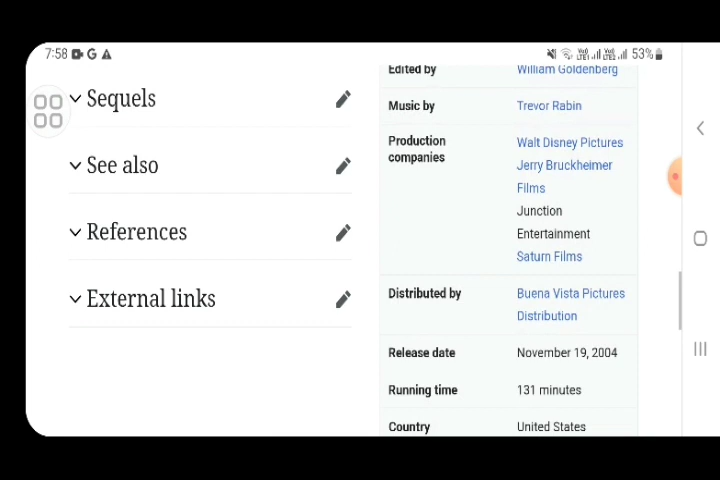 7:58 G 53%
Sequels
See also
References
External links
Edited by William Goldenberg
Music by Trevor Rabin
Production Walt Disney Pictures
companies Jerry Bruckheimer
Films
Junction
Entertainment
Saturn Films
Distributed by Buena Vista Pictures
Distribution
Release date November 19, 2004
Running time 131 minutes
Country United States